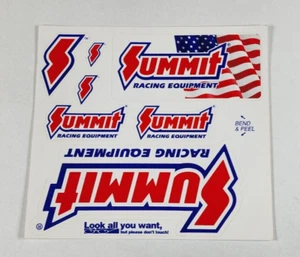 SUMMIT
RACING EQUIPMENT
SUMMIT
RACING EQUIPMENT
SUMMIT
RACING EQUIPMENT
BEND
& PEEL
RACING EQUIPMENT
SUMMIT
Look all you want,
but please don't touch!